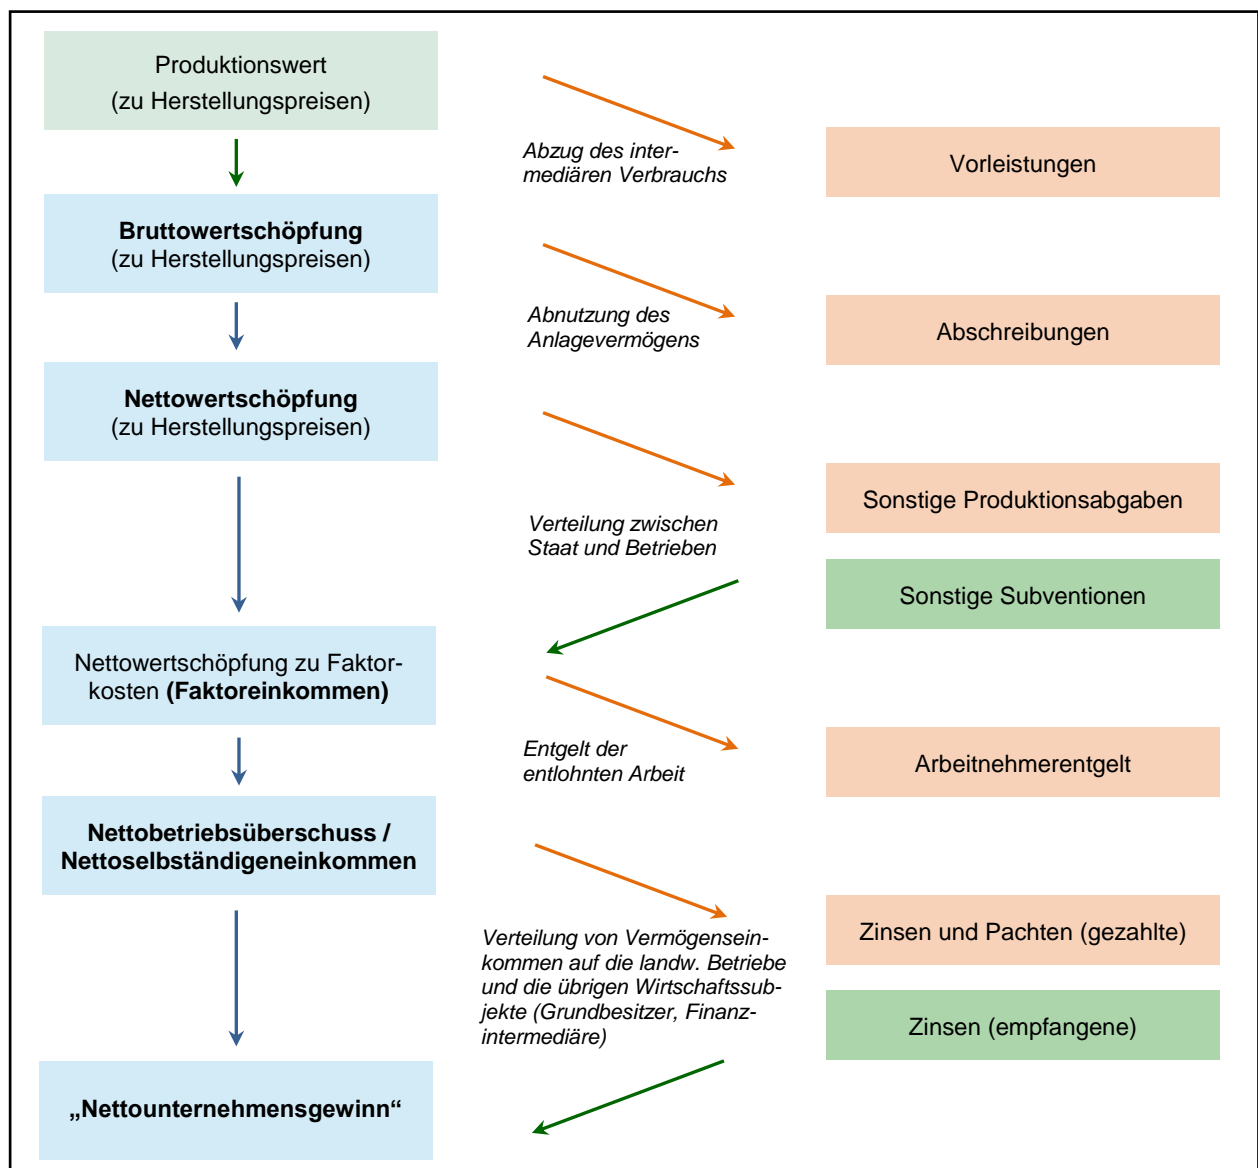 Produktionswert
(zu Herstellungspreisen)
Abzug des inter-
mediären Verbrauchs
Vorleistungen
Bruttowertschöpfung
(zu Herstellungspreisen)
Abnutzung des
Anlagevermögens
Abschreibungen
Nettowertschöpfung
(zu Herstellungspreisen)
Verteilung zwischen
Staat und Betrieben
Sonstige Produktionsabgaben
Sonstige Subventionen
Nettowertschöpfung zu Faktor-
kosten (Faktoreinkommen)
Entgelt der
entlohnten Arbeit
Arbeitnehmerentgelt
Nettobetriebsüberschuss /
Nettoselbständigeneinkommen
Verteilung von Vermögensein-
kommen auf die landw. Betriebe
und die übrigen Wirtschaftssub-
jekte (Grundbesitzer, Finanz-
intermediäre)
Zinsen und Pachten (gezahlte)
Zinsen (empfangene)
„Nettounternehmensgewinn“